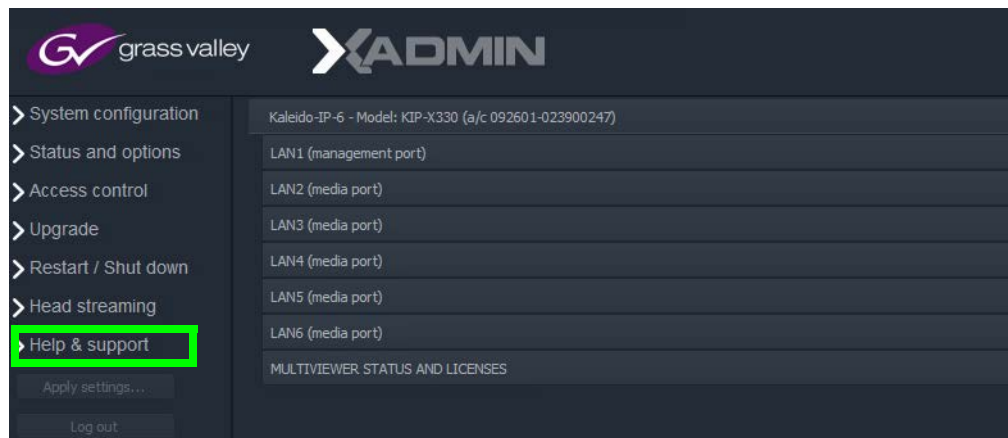 grass valley
XADMIN
System configuration
Status and options
Access control
Upgrade
Restart / Shut down
Head streaming
Help & support
Apply settings...
Log out
Kaleido-IP-6 - Model: KIP-X330 (a/c 092601-023900247)
LAN1 (management port)
LAN2 (media port)
LAN3 (media port)
LAN4 (media port)
LAN5 (media port)
LAN6 (media port)
MULTIVIEWER STATUS AND LICENSES